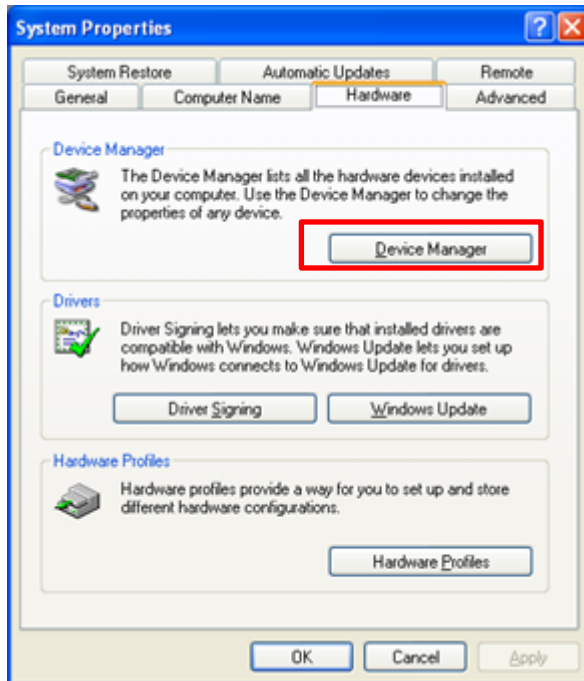 System Properties
System Restore Automatic Updates Remote
General Computer Name Hardware Advanced
Device Manager
The Device Manager lists all the hardware devices installed
on your computer. Use the Device Manager to change the
properties of any device.
Device Manager
Drivers
Driver Signing lets you make sure that installed drivers are
compatible with Windows. Windows Update lets you set up
how Windows connects to Windows Update for drivers.
Driver Signing Windows Update
Hardware Profiles
Hardware profiles provide a way for you to set up and store
different hardware configurations.
Hardware Profiles
OK Cancel Apply